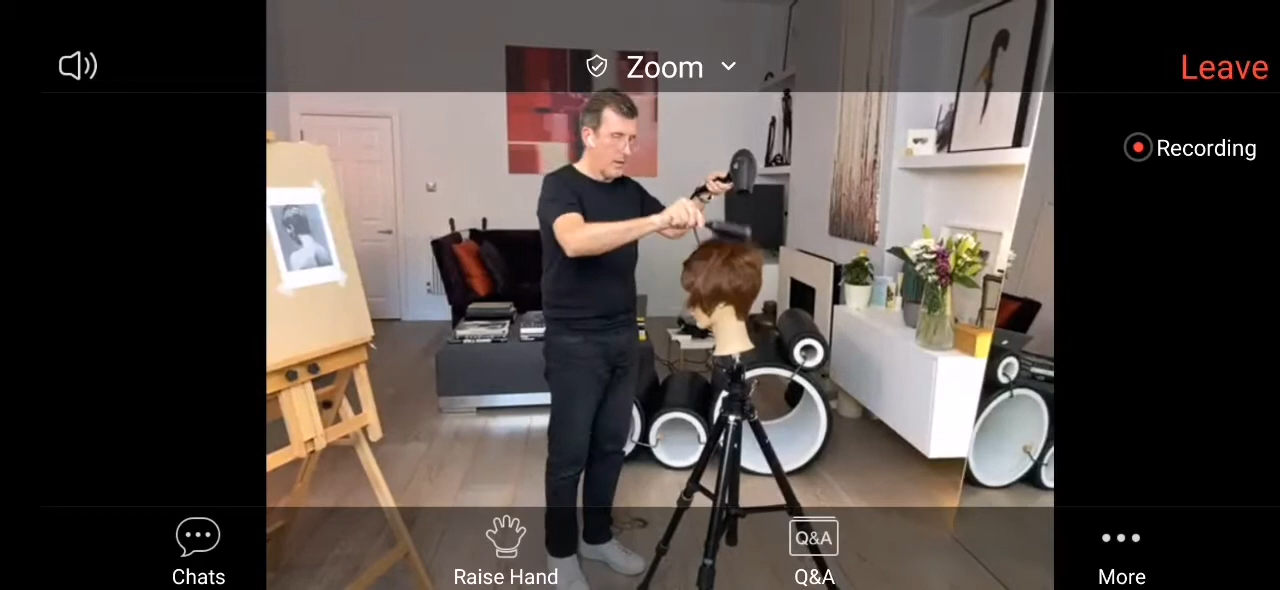 Zoom
Leave
Recording
Chats
Raise Hand
Q&A
Q&A
More